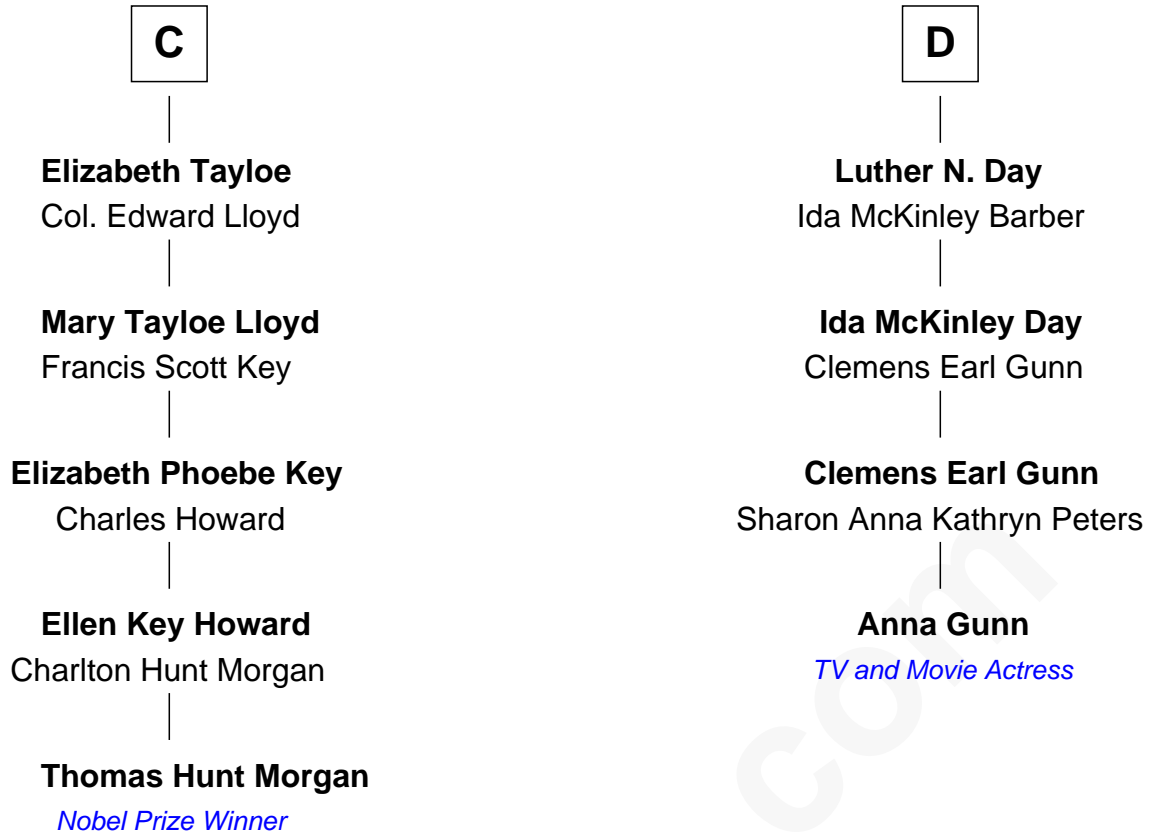 C
Elizabeth Tayloe
Col. Edward Lloyd
Mary Tayloe Lloyd
Francis Scott Key
Elizabeth Phoebe Key
Charles Howard
Ellen Key Howard
Charlton Hunt Morgan
Thomas Hunt Morgan
Nobel Prize Winner
D
Luther N. Day
Ida McKinley Barber
Ida McKinley Day
Clemens Earl Gunn
Clemens Earl Gunn
Sharon Anna Kathryn Peters
Anna Gunn
TV and Movie Actress
com